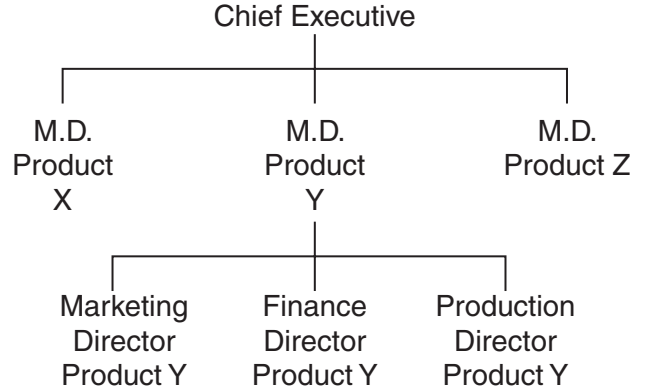 Chief Executive
M.D.
Product
X
M.D.
Product
Y
M.D.
Product Z
Marketing
Director
Product Y
Finance
Director
Product Y
Production
Director
Product Y